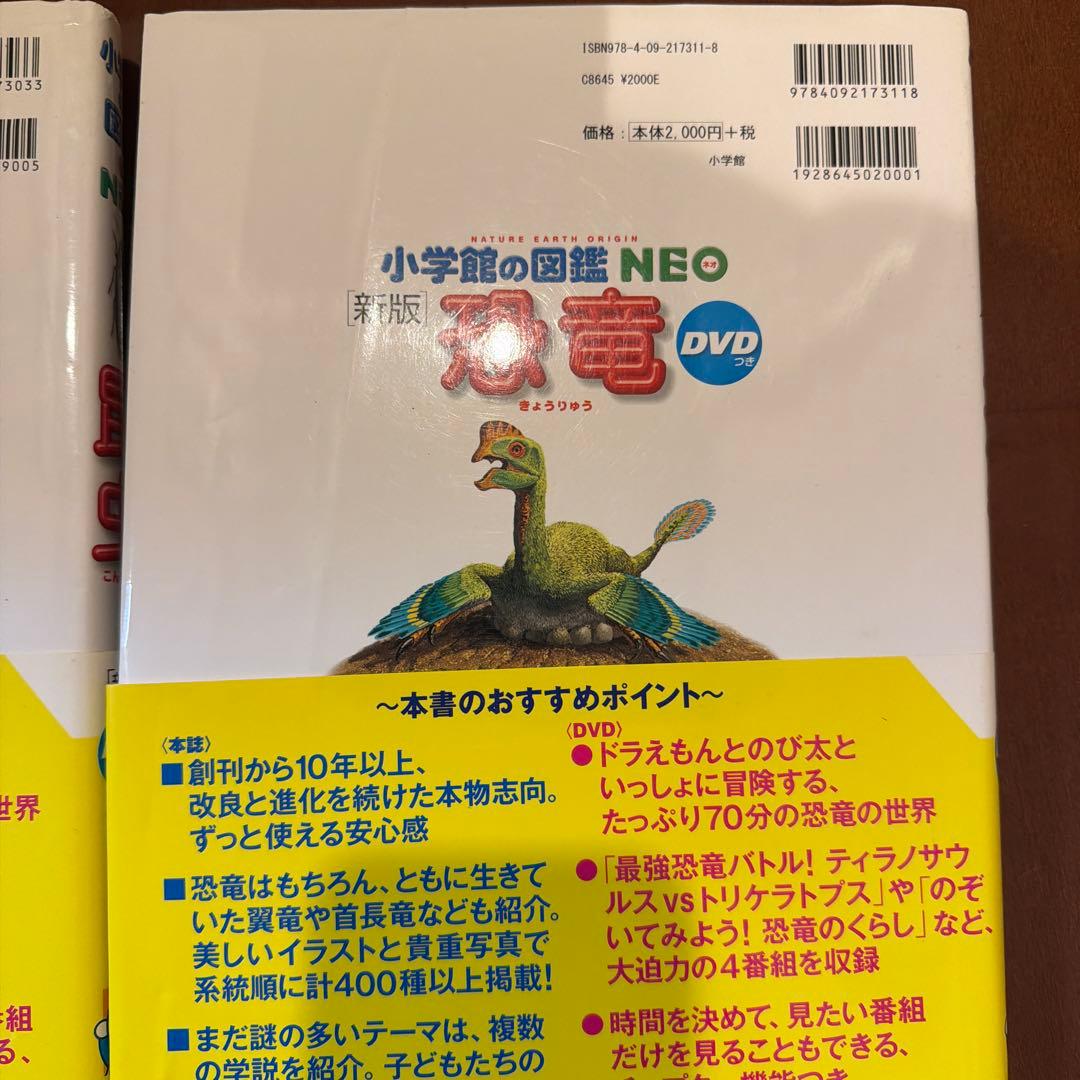 73033
9005
小
図
NE
こん
世界
組
る、
ISBN978-4-09-217311-8
C8645 ¥2000E
9784092173118
価格：本体2,000円＋税
小学館
1928645020001
NATURE EARTH ORIGIN
小学館の図鑑 NEO
ネオ
［新版］恐竜
きょうりゅう
DVD
つき
～本書のおすすめポイント～
〈本誌〉
■創刊から10年以上、
改良と進化を続けた本物志向。
ずっと使える安心感
■恐竜はもちろん、ともに生きて
いた翼竜や首長竜なども紹介。
美しいイラストと貴重写真で
系統順に計400種以上掲載！
■まだ謎の多いテーマは、複数
の学説を紹介。子どもたちの
〈DVD〉
●ドラえもんとのび太と
いっしょに冒険する、
たっぷり70分の恐竜の世界
●「最強恐竜バトル！ ティラノサウ
ルスvsトリケラトプス」や「のぞ
いてみよう！ 恐竜のくらし」など、
大迫力の4番組を収録
●時間を決めて、見たい番組
だけを見ることもできる、